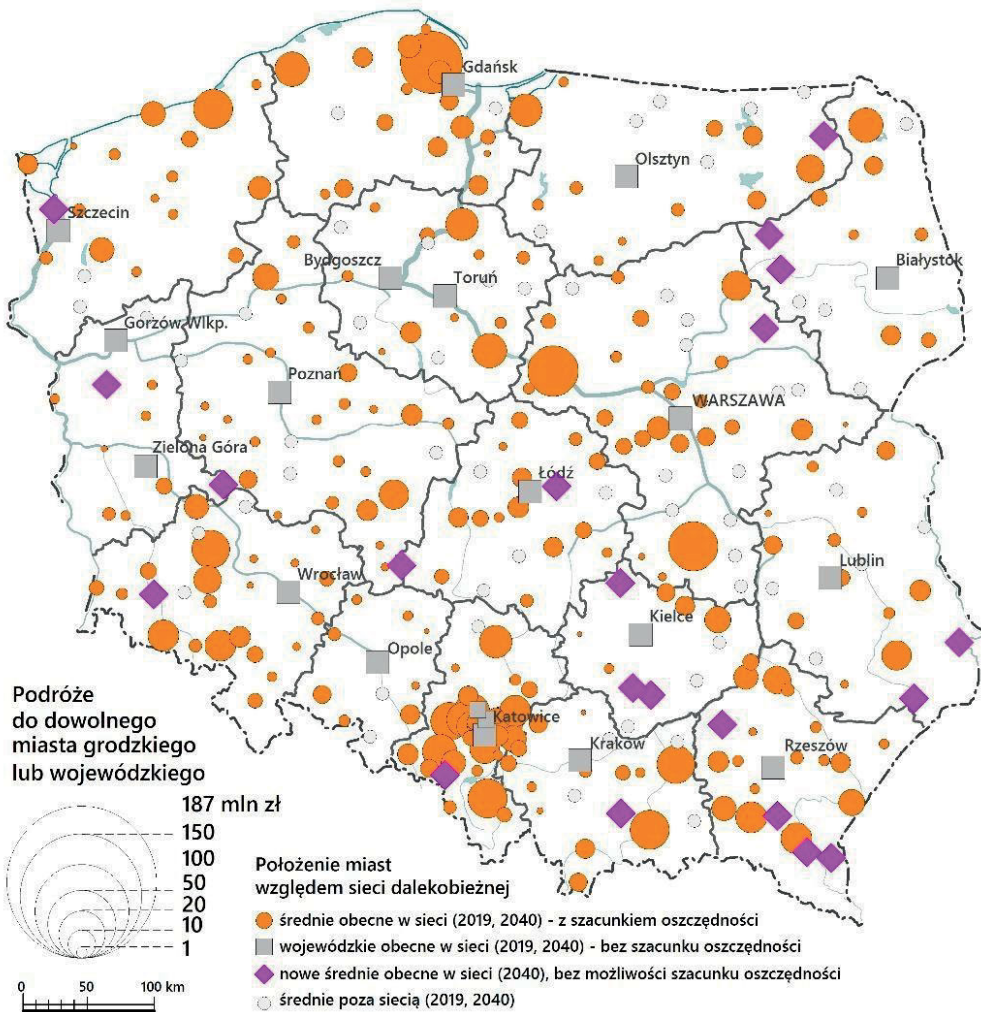 Gdańsk
Olsztyn
Szczecin
Bydgoszcz
Białystok
Toruń
Gorzów Wlkp.
Poznań
WARSZAWA
Zielona Góra
Łódź
Wrocław
Lublin
Kielce
Opole
Katowice
Kraków
Rzeszów
Podróże
do dowolnego
miasta grodzkiego
lub wojewódzkiego
187 mln zł
150
100
50
20
10
1
0 50 100 km
Położenie miast
względem sieci dalekobieżnej
średnie obecne w sieci (2019, 2040) - z szacunkiem oszczędności
wojewódzkie obecne w sieci (2019, 2040) - bez szacunku oszczędności
nowe średnie obecne w sieci (2040), bez możliwości szacunku oszczędności
średnie poza siecią (2019, 2040)